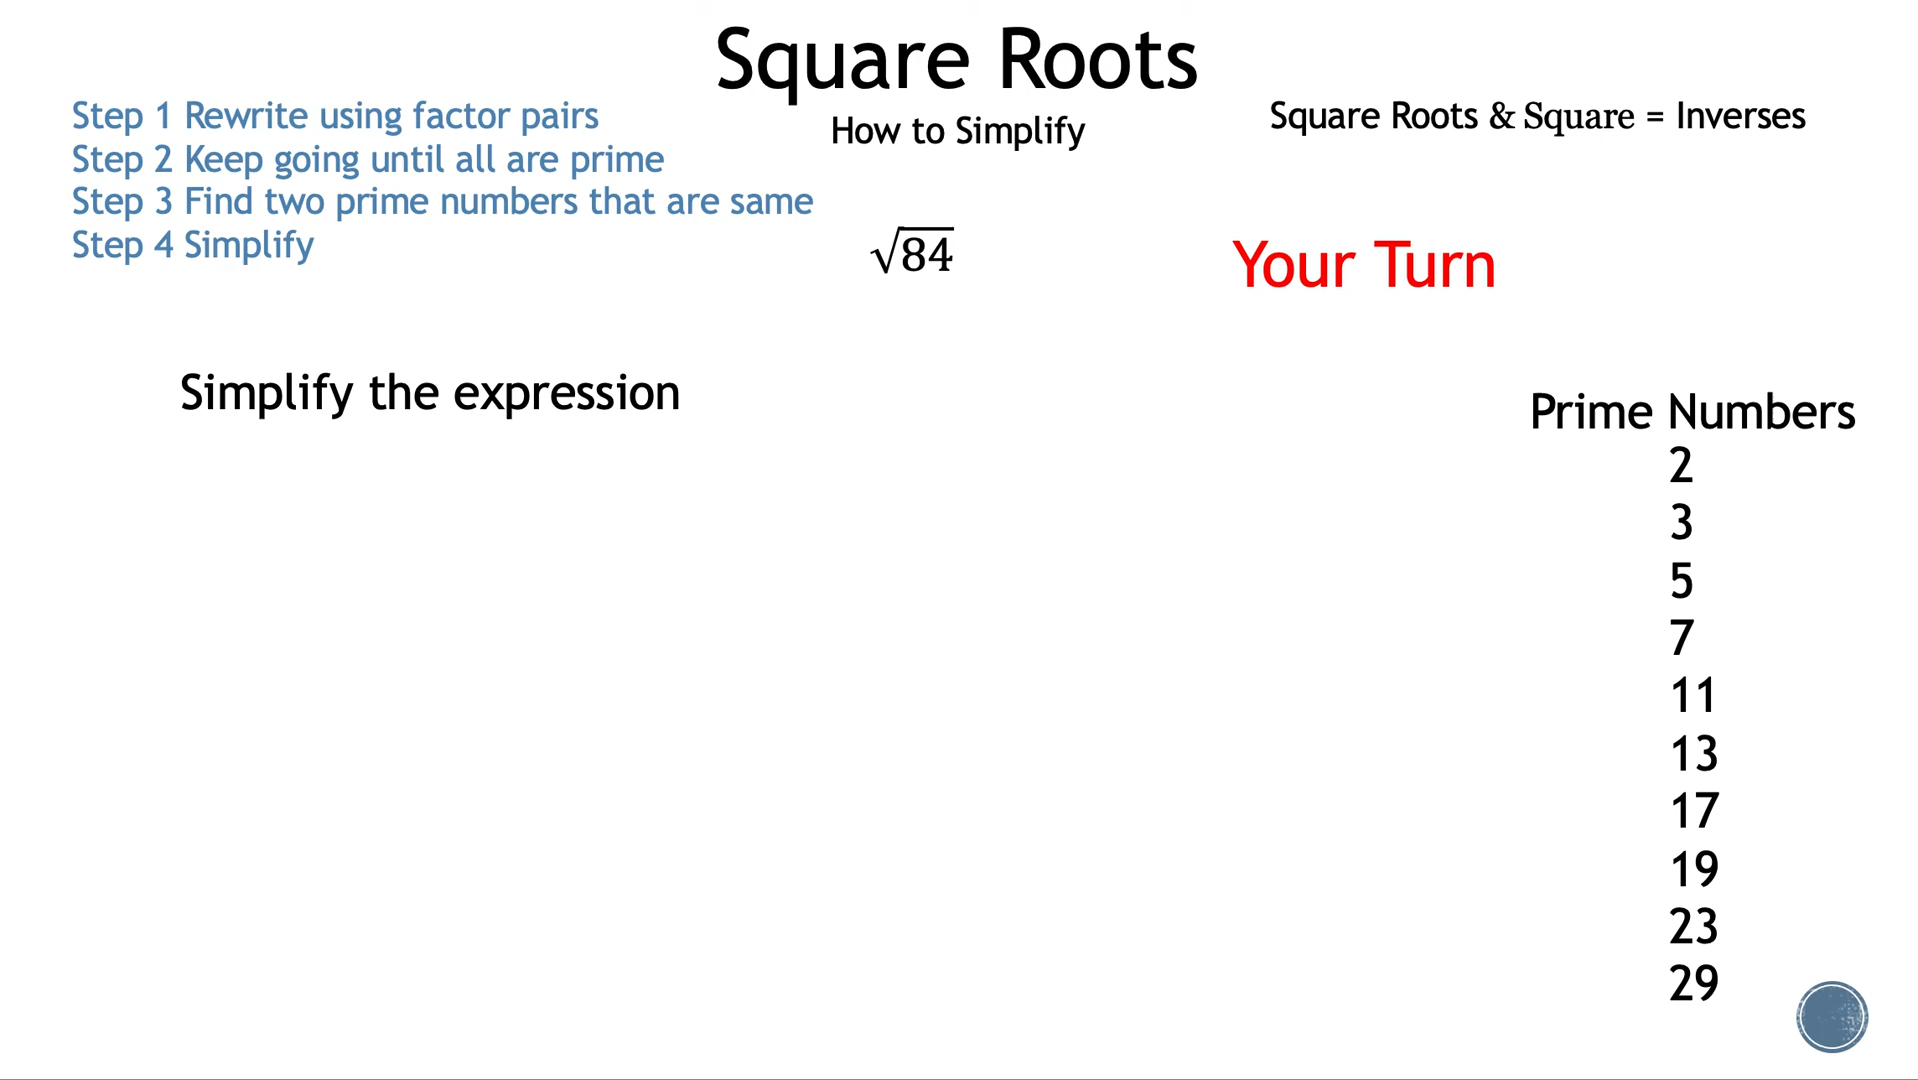 Square Roots
Step 1 Rewrite using factor pairs
Step 2 Keep going until all are prime
Step 3 Find two prime numbers that are same
Step 4 Simplify
How to Simplify
Square Roots & Square = Inverses
√84
Your Turn
Simplify the expression
Prime Numbers
2
3
5
7
11
13
17
19
23
29